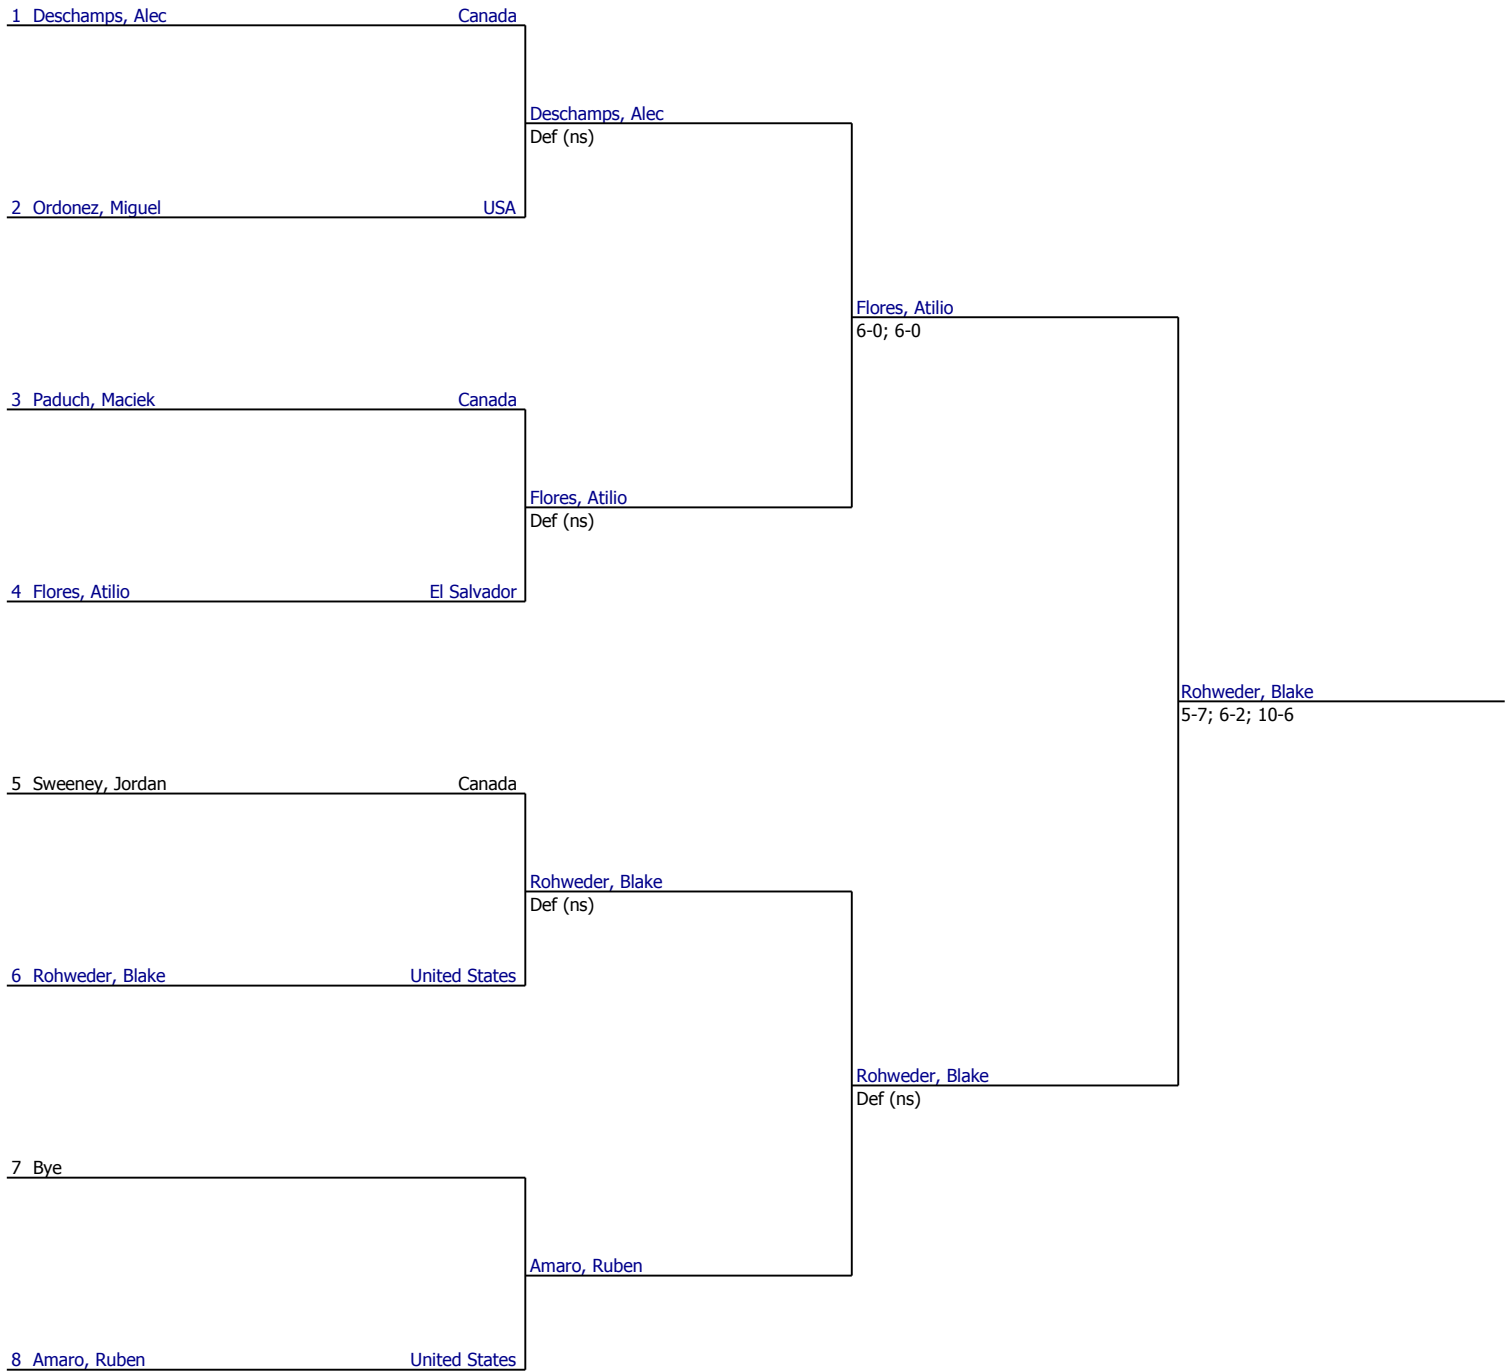 1 Deschamps, Alec Canada
Deschamps, Alec
Def (ns)
2 Ordonez, Miguel USA
Flores, Atilio
6-0; 6-0
3 Paduch, Maciek Canada
Flores, Atilio
Def (ns)
4 Flores, Atilio El Salvador
Rohweder, Blake
5-7; 6-2; 10-6
5 Sweeney, Jordan Canada
Rohweder, Blake
Def (ns)
6 Rohweder, Blake United States
Rohweder, Blake
Def (ns)
7 Bye
Amaro, Ruben
8 Amaro, Ruben United States